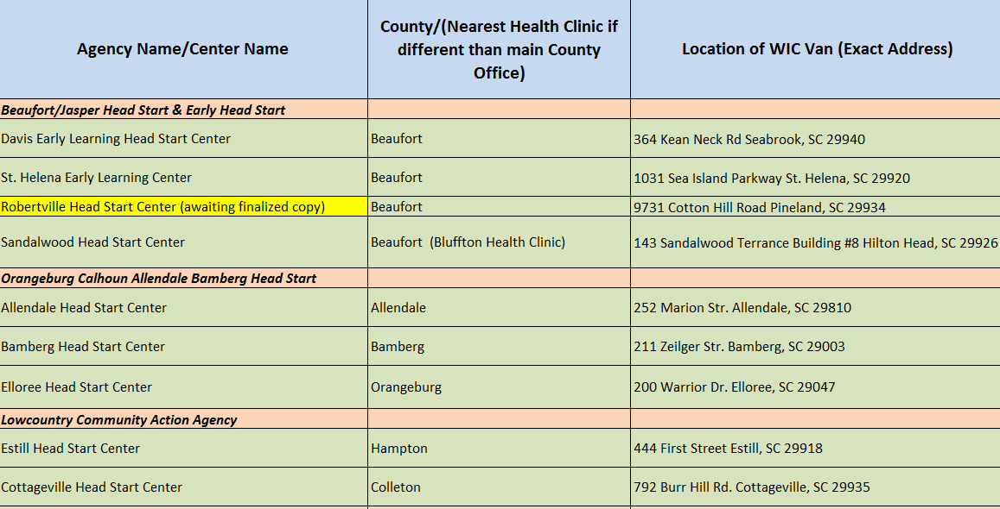 Agency Name/Center Name
County/(Nearest Health Clinic if
different than main County
Office)
Location of WIC Van (Exact Address)
Beaufort/Jasper Head Start & Early Head Start
Davis Early Learning Head Start Center
Beaufort
364 Kean Neck Rd Seabrook, SC 29940
St. Helena Early Learning Center
Beaufort
1031 Sea Island Parkway St. Helena, SC 29920
Robertville Head Start Center (awaiting finalized copy)
Beaufort
9731 Cotton Hill Road Pineland, SC 29934
Sandalwood Head Start Center
Beaufort  (Bluffton Health Clinic)
143 Sandalwood Terrance Building #8 Hilton Head, SC 29926
Orangeburg Calhoun Allendale Bamberg Head Start
Allendale Head Start Center
Allendale
252 Marion Str. Allendale, SC 29810
Bamberg Head Start Center
Bamberg
211 Zeilger Str. Bamberg, SC 29003
Elloree Head Start Center
Orangeburg
200 Warrior Dr. Elloree, SC 29047
Lowcountry Community Action Agency
Estill Head Start Center
Hampton
444 First Street Estill, SC 29918
Cottageville Head Start Center
Colleton
792 Burr Hill Rd. Cottageville, SC 29935